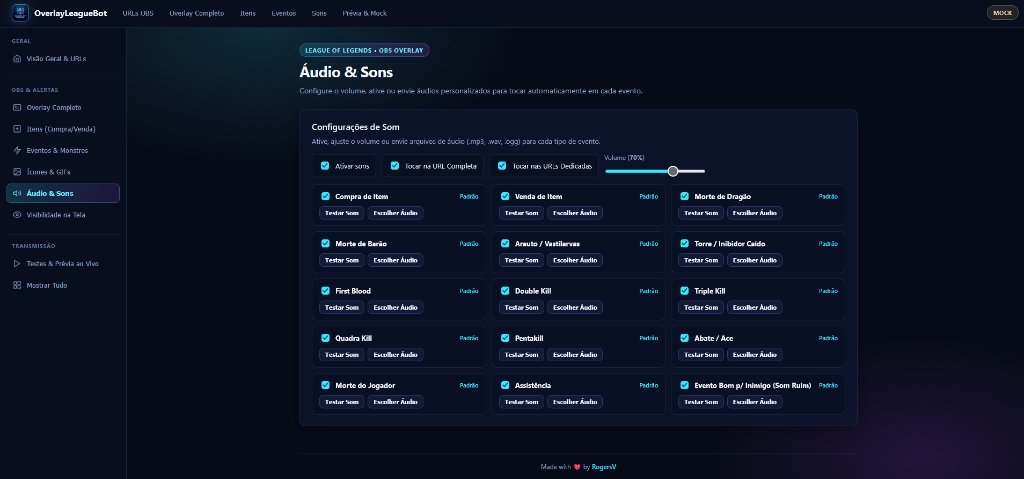 OverlayLeagueBot URLs OBS Overlay Completo Itens Eventos Sons Prévia & Mock MOCK
GERAL
Visão Geral & URLs
OBS & ALERTAS
Overlay Completo
Itens (Compra/Venda)
Eventos & Monstros
Ícones & GIFs
Áudio & Sons
Visibilidade na Tela
TRANSMISSÃO
Testes & Prévia ao Vivo
Mostrar Tudo
LEAGUE OF LEGENDS • OBS OVERLAY
Áudio & Sons
Configure o volume, ative ou envie áudios personalizados para tocar automaticamente em cada evento.
Configurações de Som
Ative, ajuste o volume ou envie arquivos de áudio (.mp3, .wav, .ogg) para cada tipo de evento.
Ativar sons Tocar na URL Completa Tocar nas URLs Dedicadas Volume (70%)
Compra de Item Padrão Venda de Item Padrão Morte de Dragão Padrão
Testar Som Escolher Áudio Testar Som Escolher Áudio Testar Som Escolher Áudio
Morte de Barão Padrão Arauto / Vastilarvas Padrão Torre / Inibidor Caído Padrão
Testar Som Escolher Áudio Testar Som Escolher Áudio Testar Som Escolher Áudio
First Blood Padrão Double Kill Padrão Triple Kill Padrão
Testar Som Escolher Áudio Testar Som Escolher Áudio Testar Som Escolher Áudio
Quadra Kill Padrão Pentakill Padrão Abate / Ace Padrão
Testar Som Escolher Áudio Testar Som Escolher Áudio Testar Som Escolher Áudio
Morte do Jogador Padrão Assistência Padrão Evento Bom p/ Inimigo (Som Ruim) Padrão
Testar Som Escolher Áudio Testar Som Escolher Áudio Testar Som Escolher Áudio
Made with ❤️ by RogersV